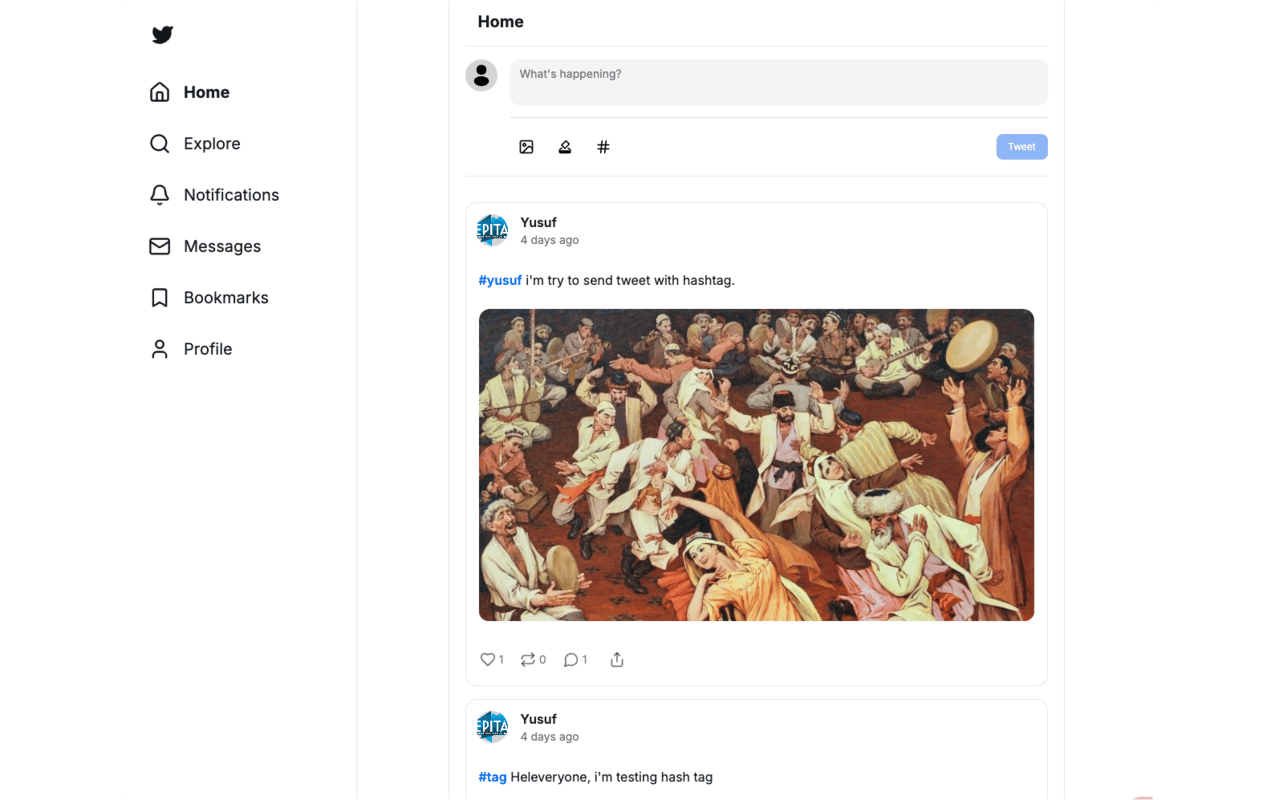 Home
Home
What's happening?
Explore
Tweet
Notifications
Yusuf
4 days ago
Messages
#yusuf i'm try to send tweet with hashtag.
Bookmarks
Profile
1 0 1
EPITA
Yusuf
4 days ago
EPITA
#tag Heleveryone, i'm testing hash tag